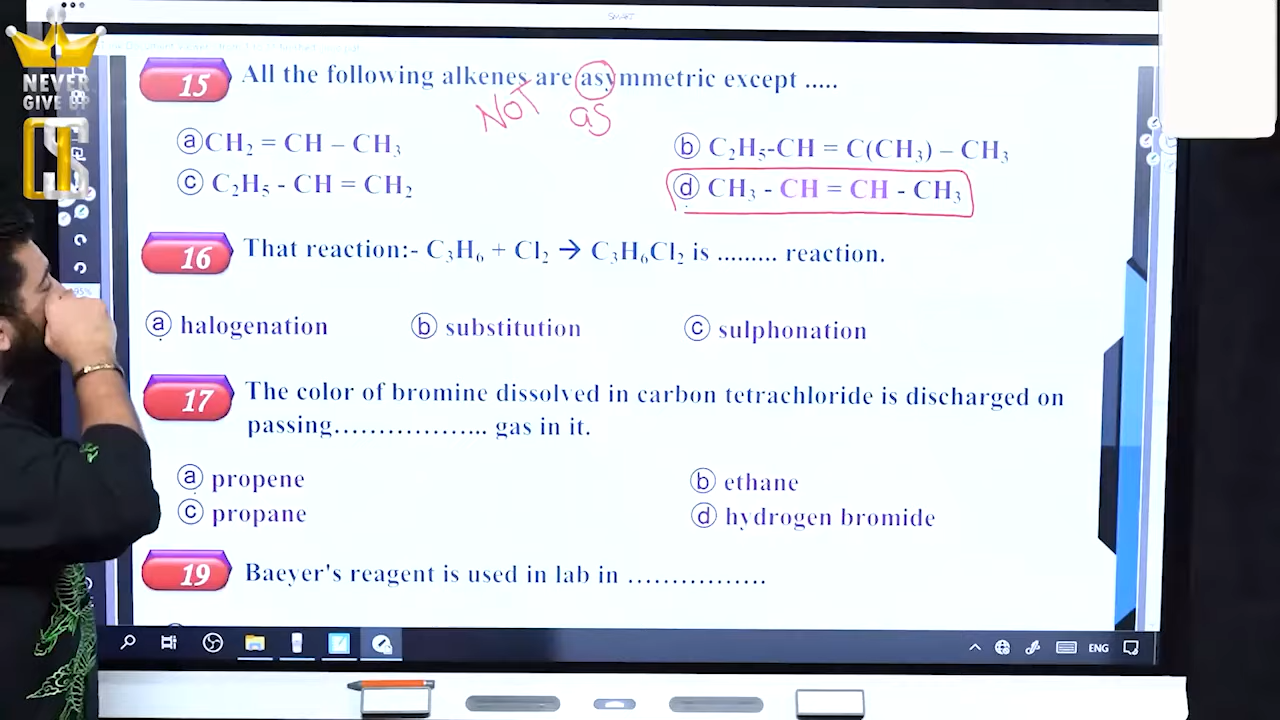 SMART
NEVER
GIVE UP
15 All the following alkenes are asymmetric except .....
NOT as
ⓐ CH₂ = CH – CH₃
ⓑ C₂H₅-CH = C(CH₃) – CH₃
ⓒ C₂H₅ - CH = CH₂
ⓓ CH₃ - CH = CH - CH₃
16 That reaction:- C₃H₆ + Cl₂ → C₃H₆Cl₂ is ......... reaction.
95%
ⓐ halogenation ⓑ substitution ⓒ sulphonation
17 The color of bromine dissolved in carbon tetrachloride is discharged on
passing.................. gas in it.
ⓐ propene
ⓑ ethane
ⓒ propane
ⓓ hydrogen bromide
19 Baeyer's reagent is used in lab in ................
ENG